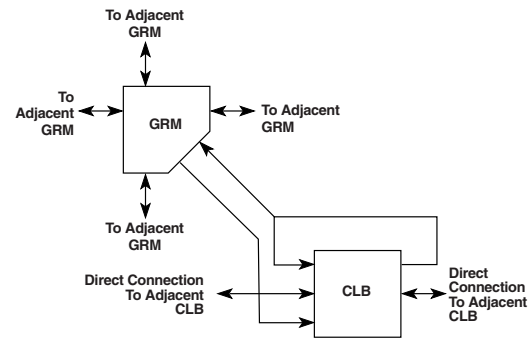 To Adjacent
GRM
To
Adjacent
GRM
GRM
To Adjacent
GRM
To Adjacent
GRM
Direct Connection
To Adjacent
CLB
CLB
Direct
Connection
To Adjacent
CLB